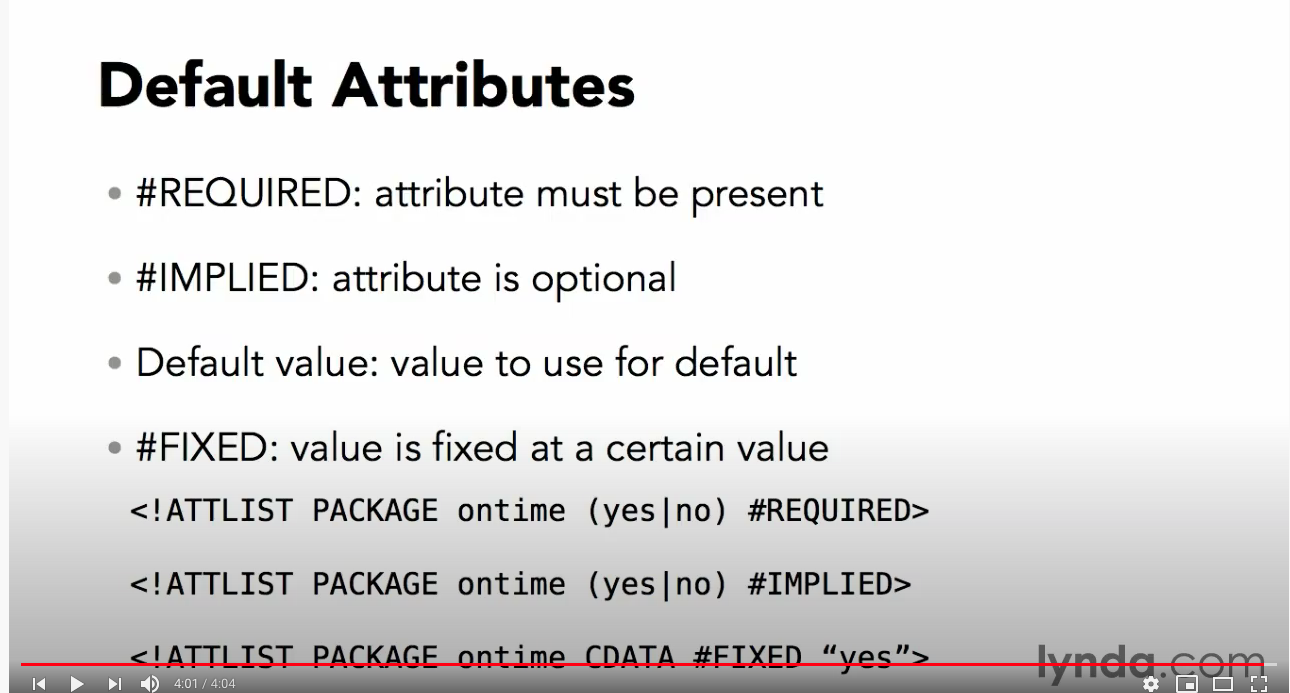 Default Attributes
• #REQUIRED: attribute must be present
• #IMPLIED: attribute is optional
• Default value: value to use for default
• #FIXED: value is fixed at a certain value
<!ATTLIST PACKAGE ontime (yes|no) #REQUIRED>
<!ATTLIST PACKAGE ontime (yes|no) #IMPLIED>
<!ATTLIST PACKAGE ontime CDATA #FIXED “yes”>
lynda.com
4:01 / 4:04